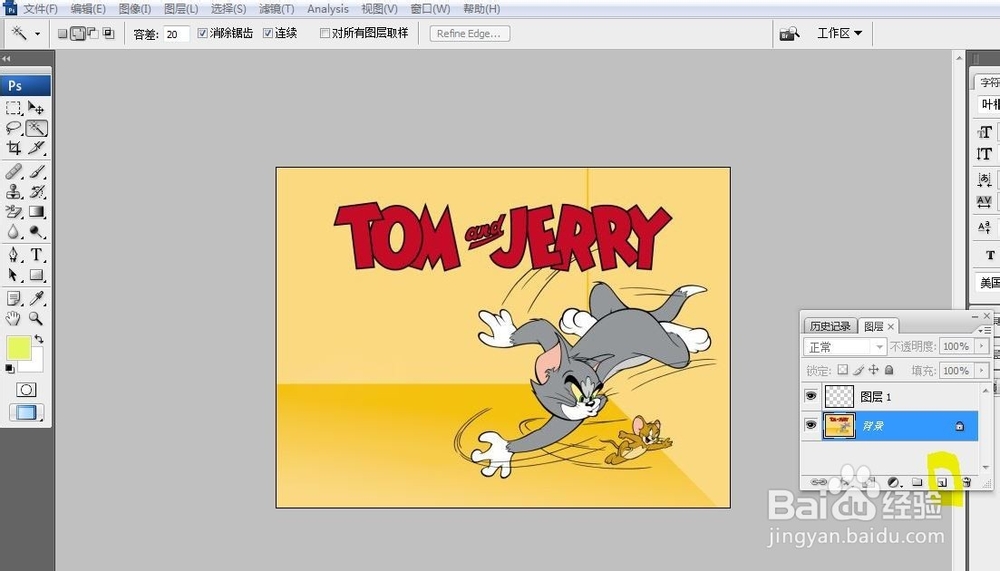 Ps 文件(F) 编辑(E) 图像(I) 图层(L) 选择(S) 滤镜(T) Analysis 视图(V) 窗口(W) 帮助(H)
容差: 20 消除锯齿 连续 对所有图层取样 Refine Edge... 工作区
Ps
字符
T
IT
AV
T
T
美国
TOM and JERRY
历史记录 图层 ×
正常 不透明度: 100%
锁定: 填充: 100%
图层 1
背景
Bai 经验
jingyan.baidu.com